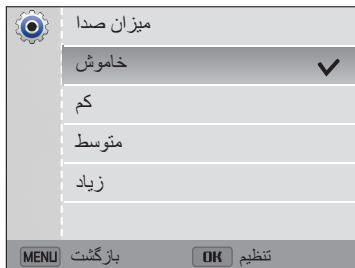 میزان صدا
خاموش
کم
متوسط
زیاد
MENU بازگشت OK تنظیم